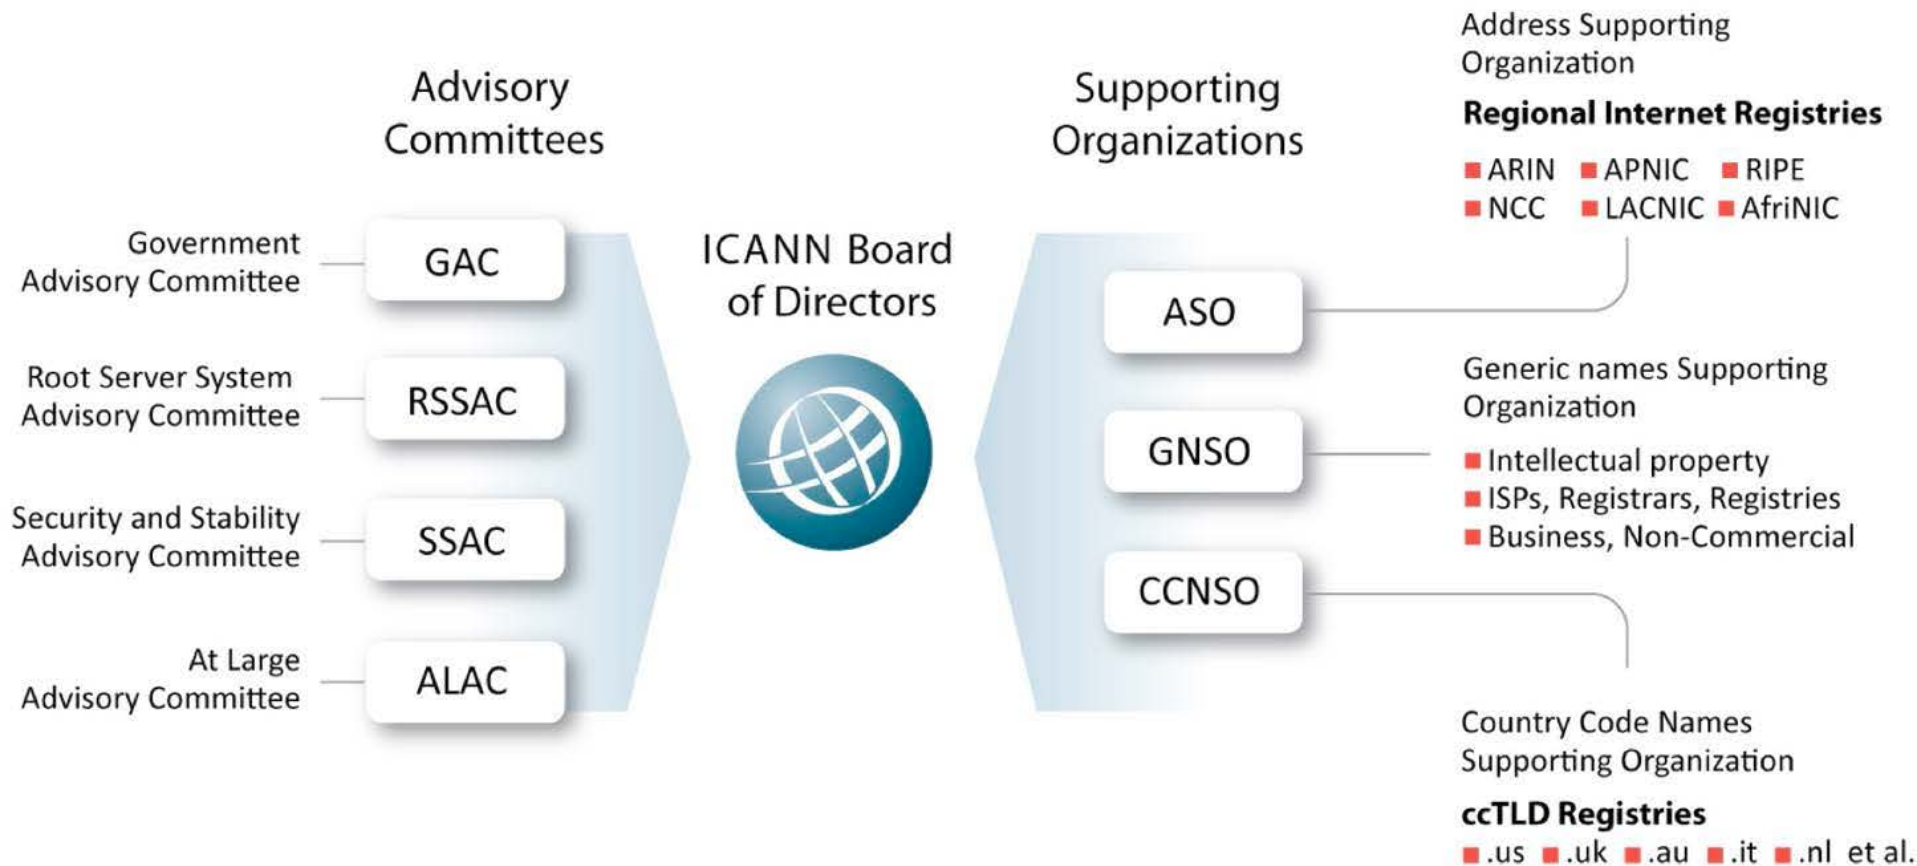 Advisory
Committees
Government
Advisory Committee
GAC
Root Server System
Advisory Committee
RSSAC
Security and Stability
Advisory Committee
SSAC
At Large
Advisory Committee
ALAC
ICANN Board
of Directors
Supporting
Organizations
ASO
GNSO
CCNSO
Address Supporting
Organization
Regional Internet Registries
ARIN APNIC RIPE
NCC LACNIC AfriNIC
Generic names Supporting
Organization
Intellectual property
ISPs, Registrars, Registries
Business, Non-Commercial
Country Code Names
Supporting Organization
ccTLD Registries
.us .uk .au .it .nl et al.